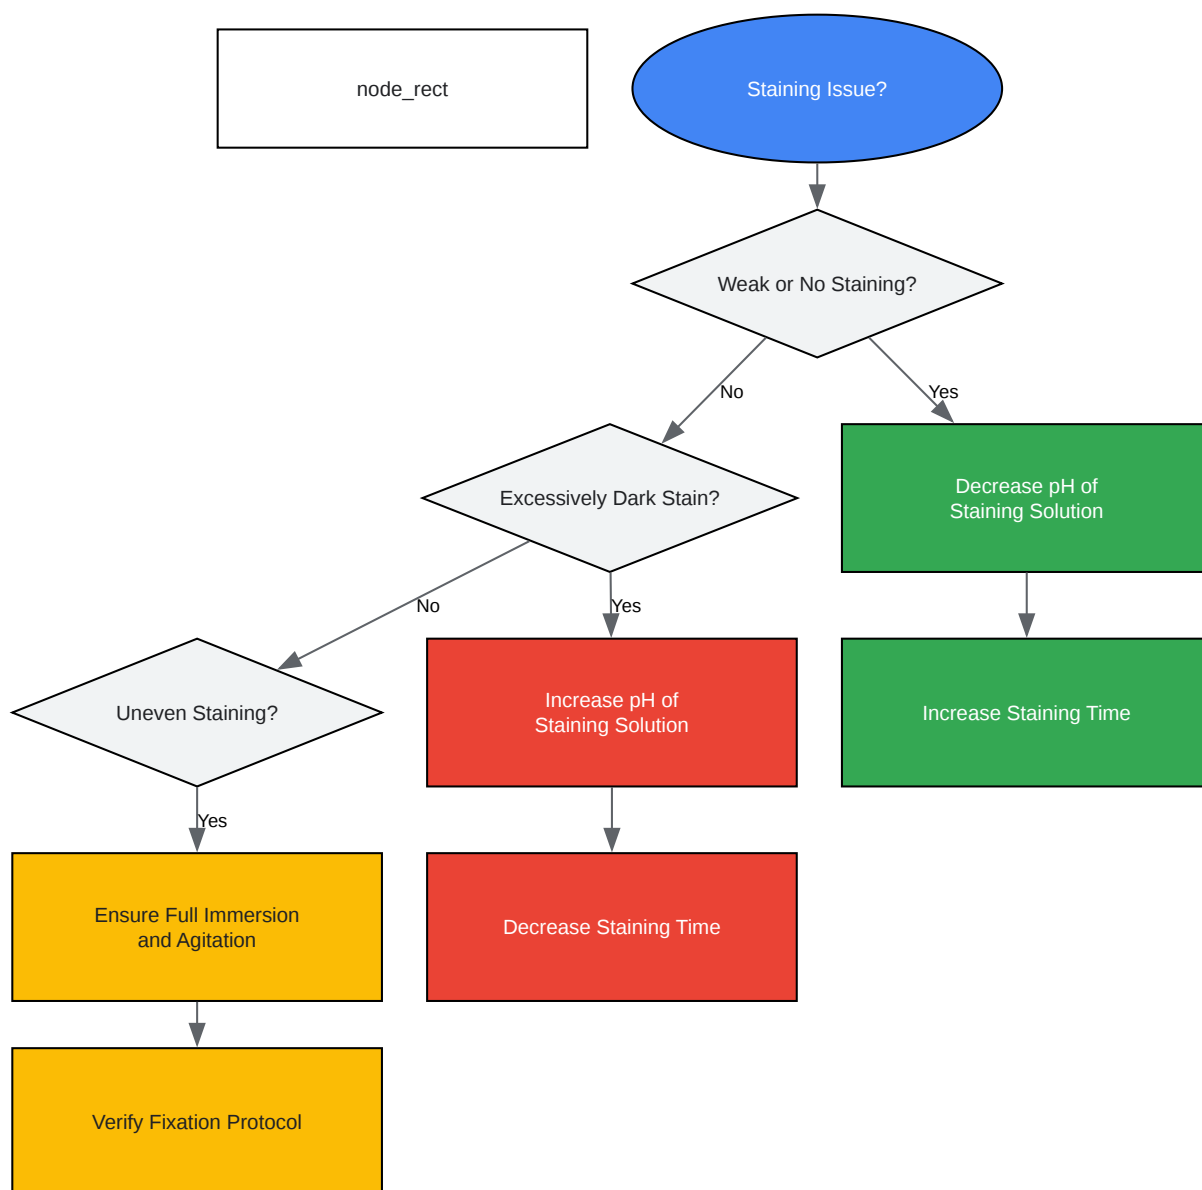 node_rect
Staining Issue?
Weak or No Staining?
No
Yes
Excessively Dark Stain?
Decrease pH of
Staining Solution
No
Yes
Uneven Staining?
Increase pH of
Staining Solution
Increase Staining Time
Yes
Ensure Full Immersion
and Agitation
Decrease Staining Time
Verify Fixation Protocol